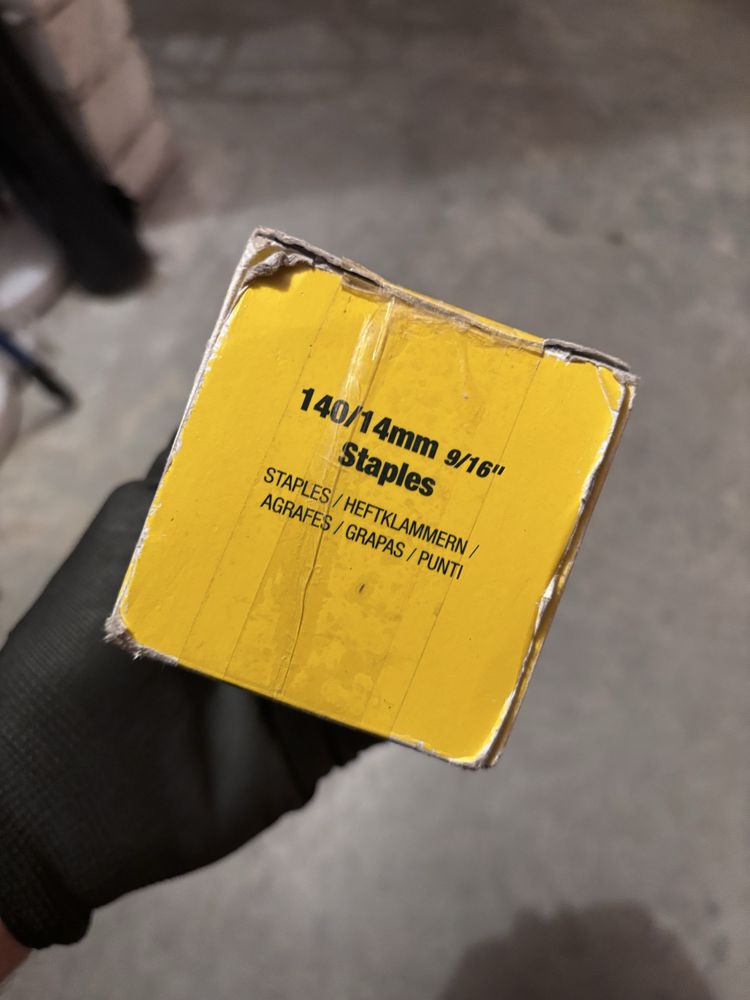 140/14mm 9/16"
Staples
STAPLES / HEFTKLAMMERN /
AGRAFES / GRAPAS / PUNTI